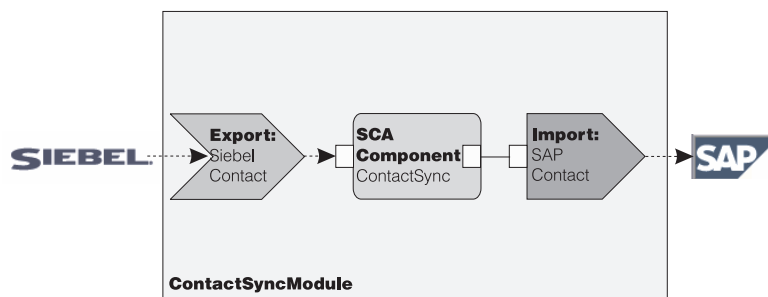 SIEBEL.
Export:
Siebel
Contact
SCA
Component
ContactSync
Import:
SAP
Contact
SAP
ContactSyncModule